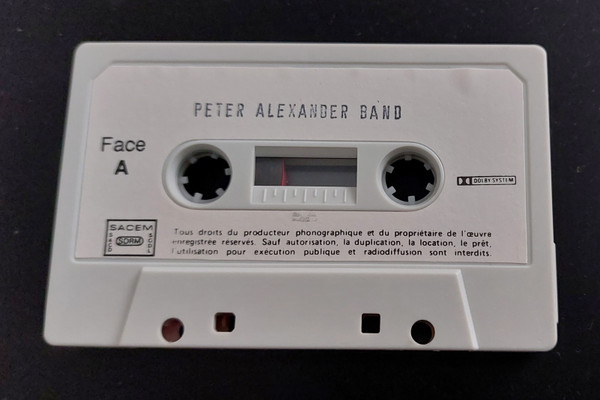 PETER ALEXANDER BAND
Face
A
DOLBY SYSTEM
SACEM
SDRM
Tous droits du producteur phonographique et du propriétaire de l'œuvre
enregistrée réservés. Sauf autorisation, la duplication, la location, le prêt,
l'utilisation pour exécution publique et radiodiffusion sont interdits.